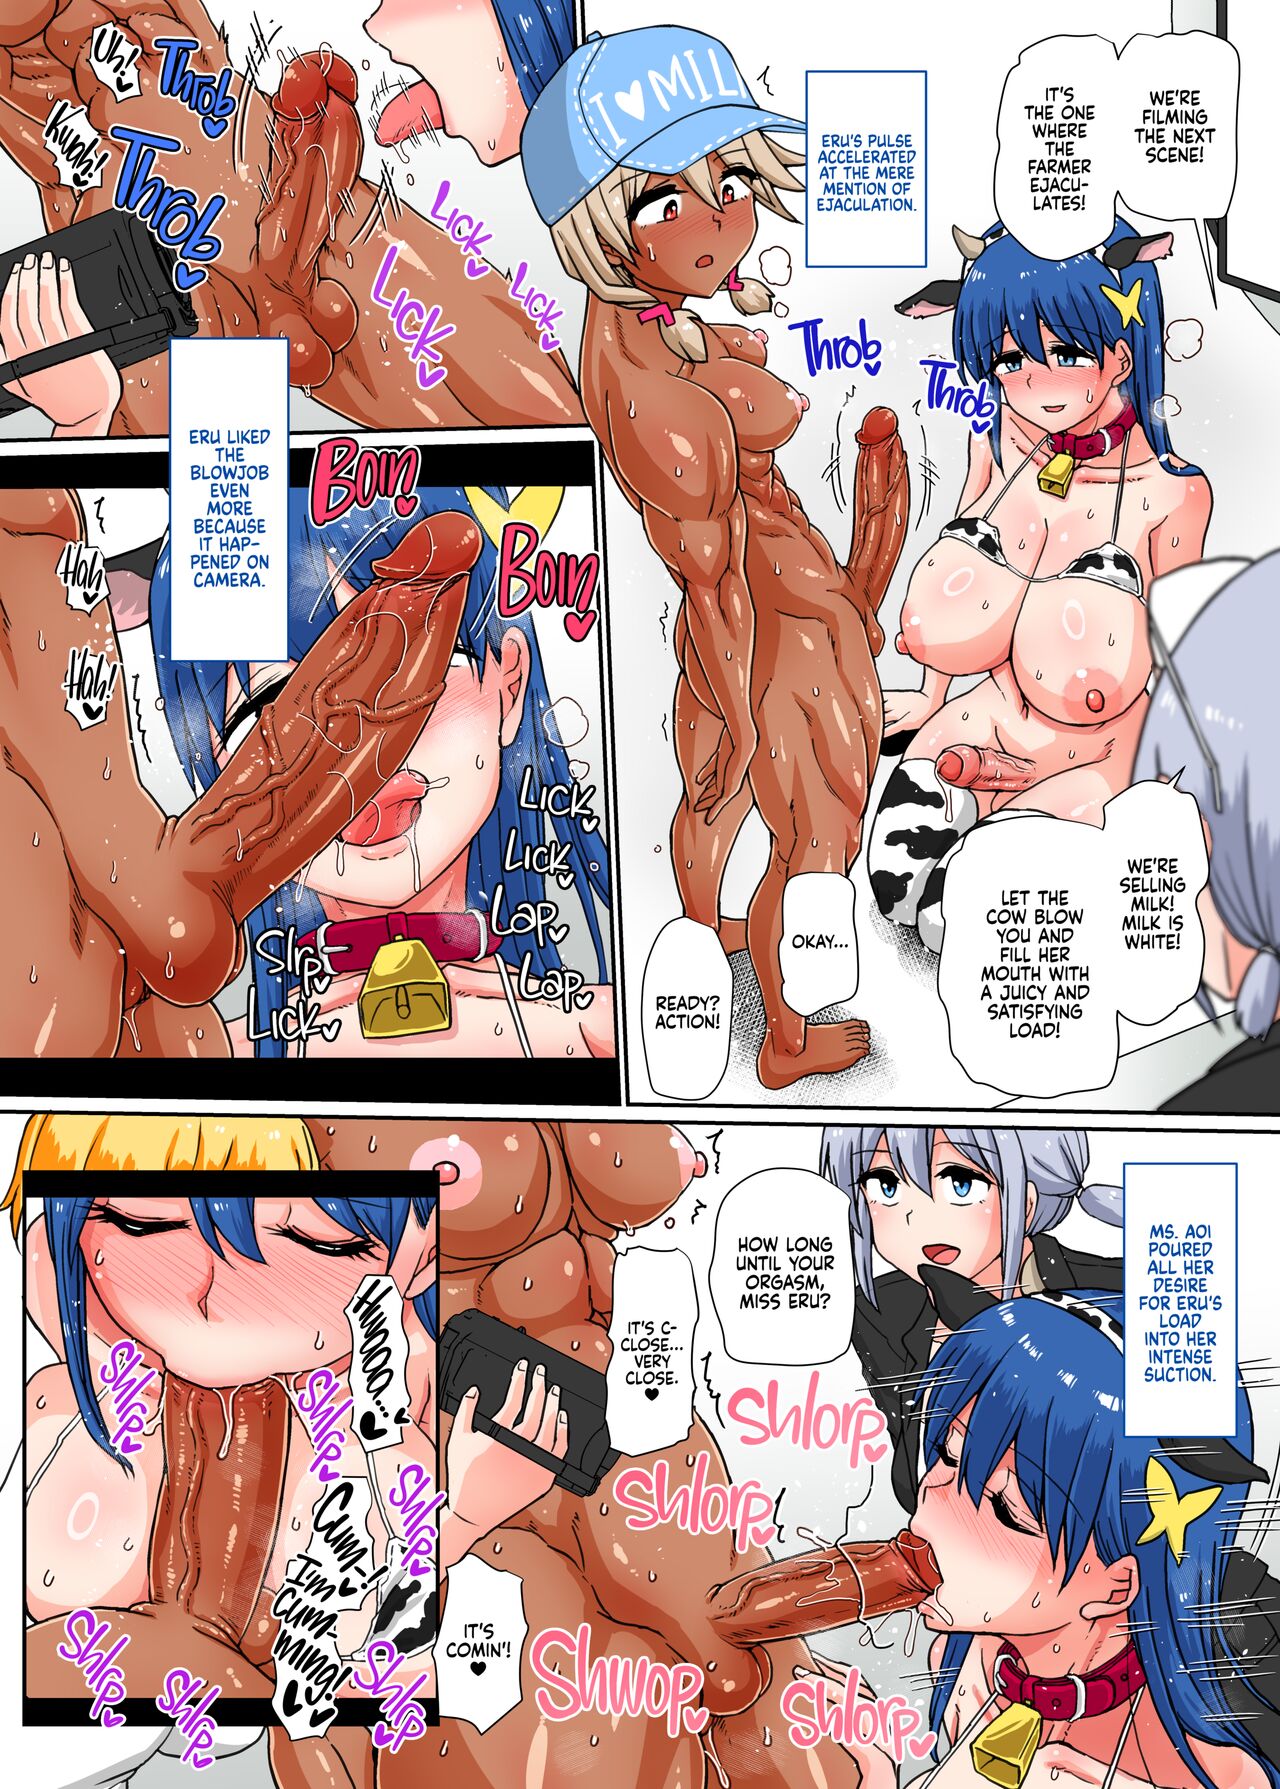 WE'RE
FILMING
THE NEXT
SCENE!
IT'S
THE ONE
WHERE
THE
FARMER
EJACU-
LATES!
ERU'S PULSE
ACCELERATED
AT THE MERE
MENTION OF
EJACULATION.
I ♥ MIL
Throb
Throb
WE'RE
SELLING
MILK!
MILK IS
WHITE!
LET THE
COW BLOW
YOU AND
FILL HER
MOUTH WITH
A JUICY AND
SATISFYING
LOAD!
OKAY...
READY?
ACTION!
Uh!
Throb
Throb
LICK
LICK
LICK
ERU LIKED
THE
BLOWJOB
EVEN
MORE
BECAUSE
IT HAP-
PENED ON
CAMERA.
BOIN
BOIN
Hah
Hah!
LICK
LICK
LAP
LAP
SLRP
LICK
MS. AOI
POURED
ALL HER
DESIRE
FOR ERU'S
LOAD
INTO HER
INTENSE
SUCTION.
HOW LONG
UNTIL YOUR
ORGASM,
MISS ERU?
IT'S C-
CLOSE...
VERY
CLOSE.
♥
Shlorp
Shlorp
Shwop
Shlorp
IT'S
COMIN'!
♥
Shlrp
Shlrp
Shlrp
Shlrp
Shlrp
Shlrp
Cum-!
I'm
cum-
ming!